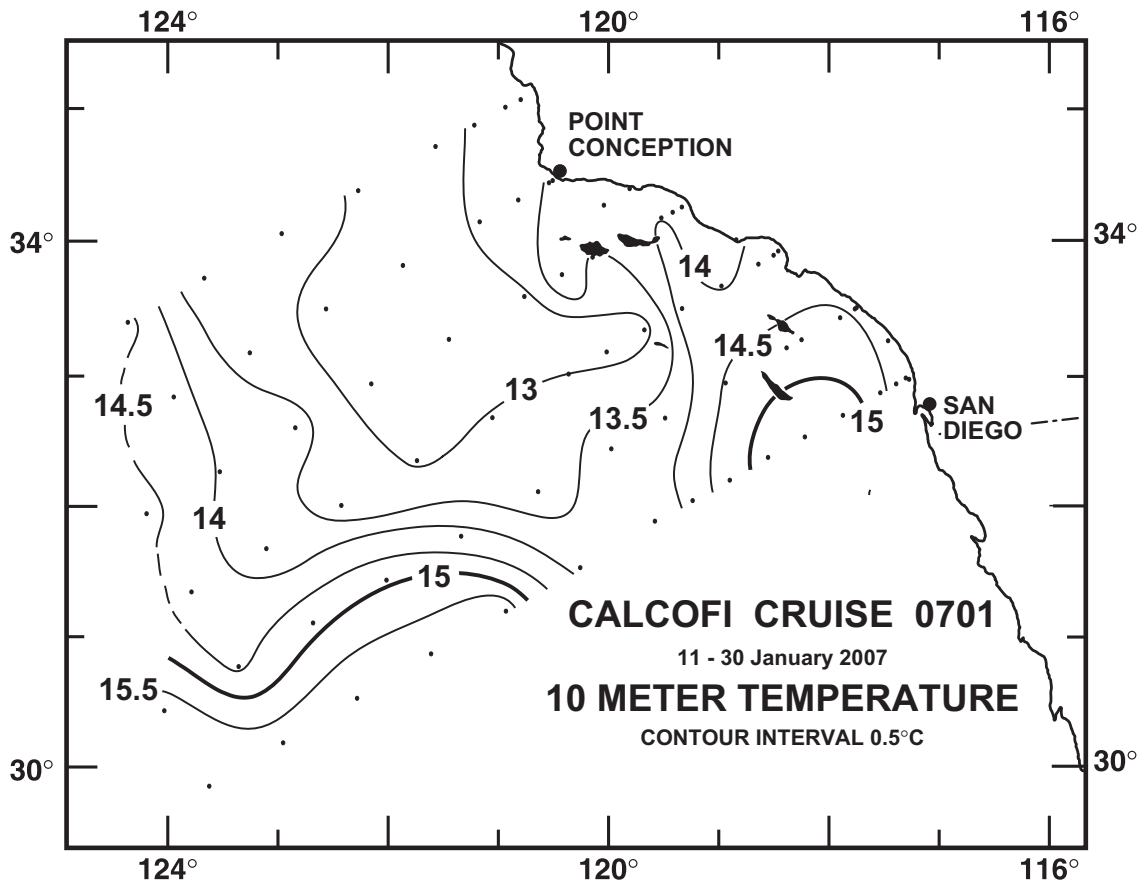 124° 120° 116°
POINT
CONCEPTION
34° 34°
14
14.5
13
14.5
13.5
15
SAN
DIEGO
14
15
CALCOFI CRUISE 0701
11 - 30 January 2007
15.5
10 METER TEMPERATURE
CONTOUR INTERVAL 0.5°C
30° 30°
124° 120° 116°